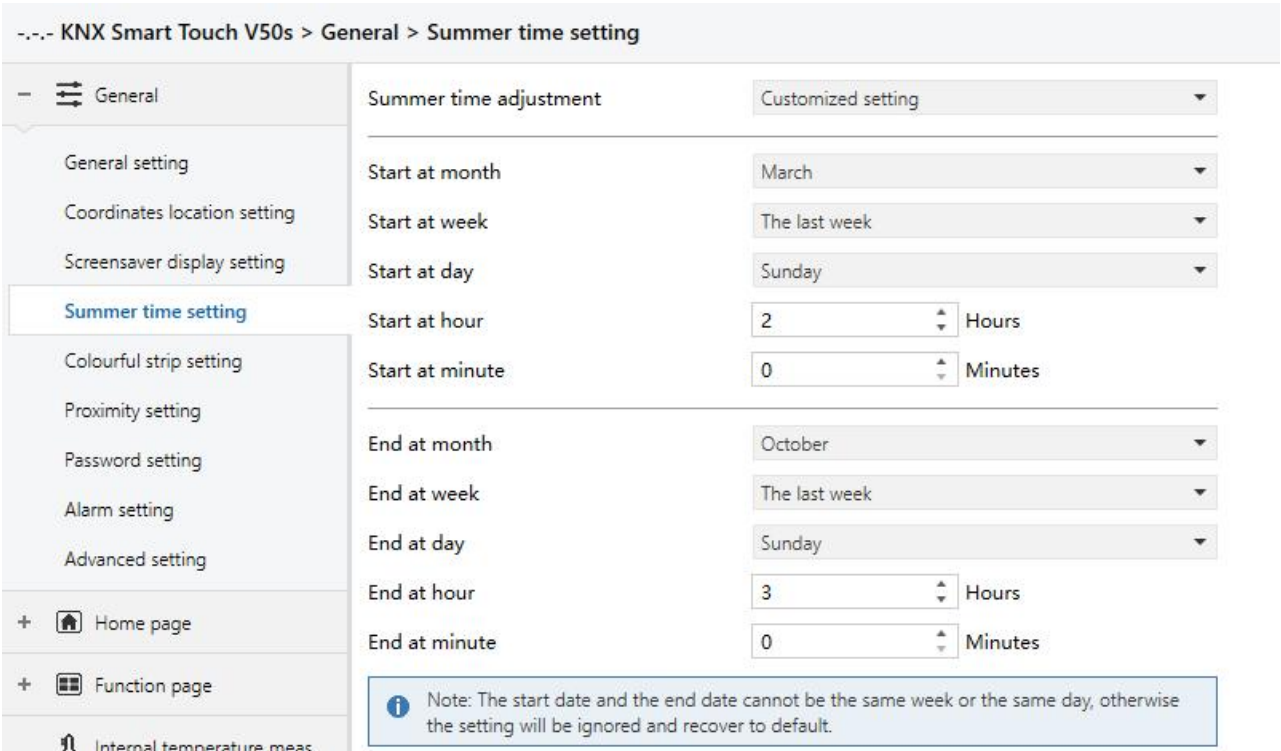 -.-.- KNX Smart Touch V50s > General > Summer time setting
General
General setting
Coordinates location setting
Screensaver display setting
Summer time setting
Colourful strip setting
Proximity setting
Password setting
Alarm setting
Advanced setting
Home page
Function page
Internal temperature meas...
Summer time adjustment Customized setting
Start at month March
Start at week The last week
Start at day Sunday
Start at hour 2 Hours
Start at minute 0 Minutes
End at month October
End at week The last week
End at day Sunday
End at hour 3 Hours
End at minute 0 Minutes
Note: The start date and the end date cannot be the same week or the same day, otherwise
the setting will be ignored and recover to default.